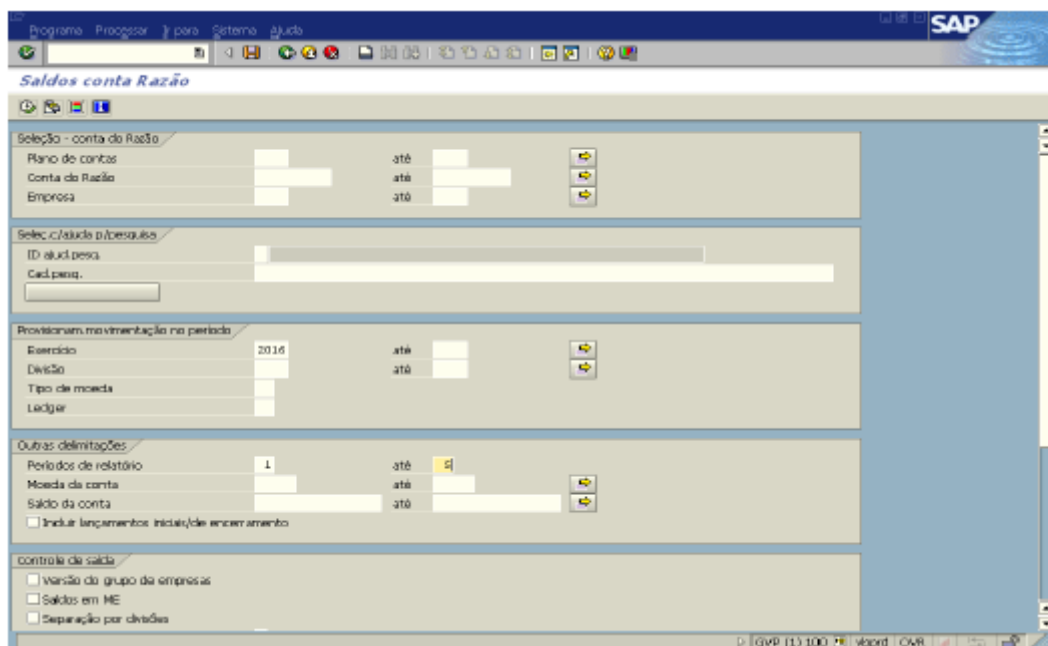 Programa Processar Ir para Sistema Ajuda
SAP
Saldos conta Razão
Seleção - conta do Razão
Plano de contas até
Conta do Razão até
Empresa até
Seleç.c/ajuda p/pesquisa
ID ajud.pesq.
Cad.pesq.
Provisionam.movimentação no período
Exercício 2016 até
Divisão até
Tipo de moeda
Ledger
Outras delimitações
Períodos de relatório 1 até 5
Moeda da conta até
Saldo da conta até
Incluir lançamentos iniciais/de encerramento
Controle de saída
Versão do grupo de empresas
Saldos em ME
Separação por divisões
GVP (1) 100 OVR